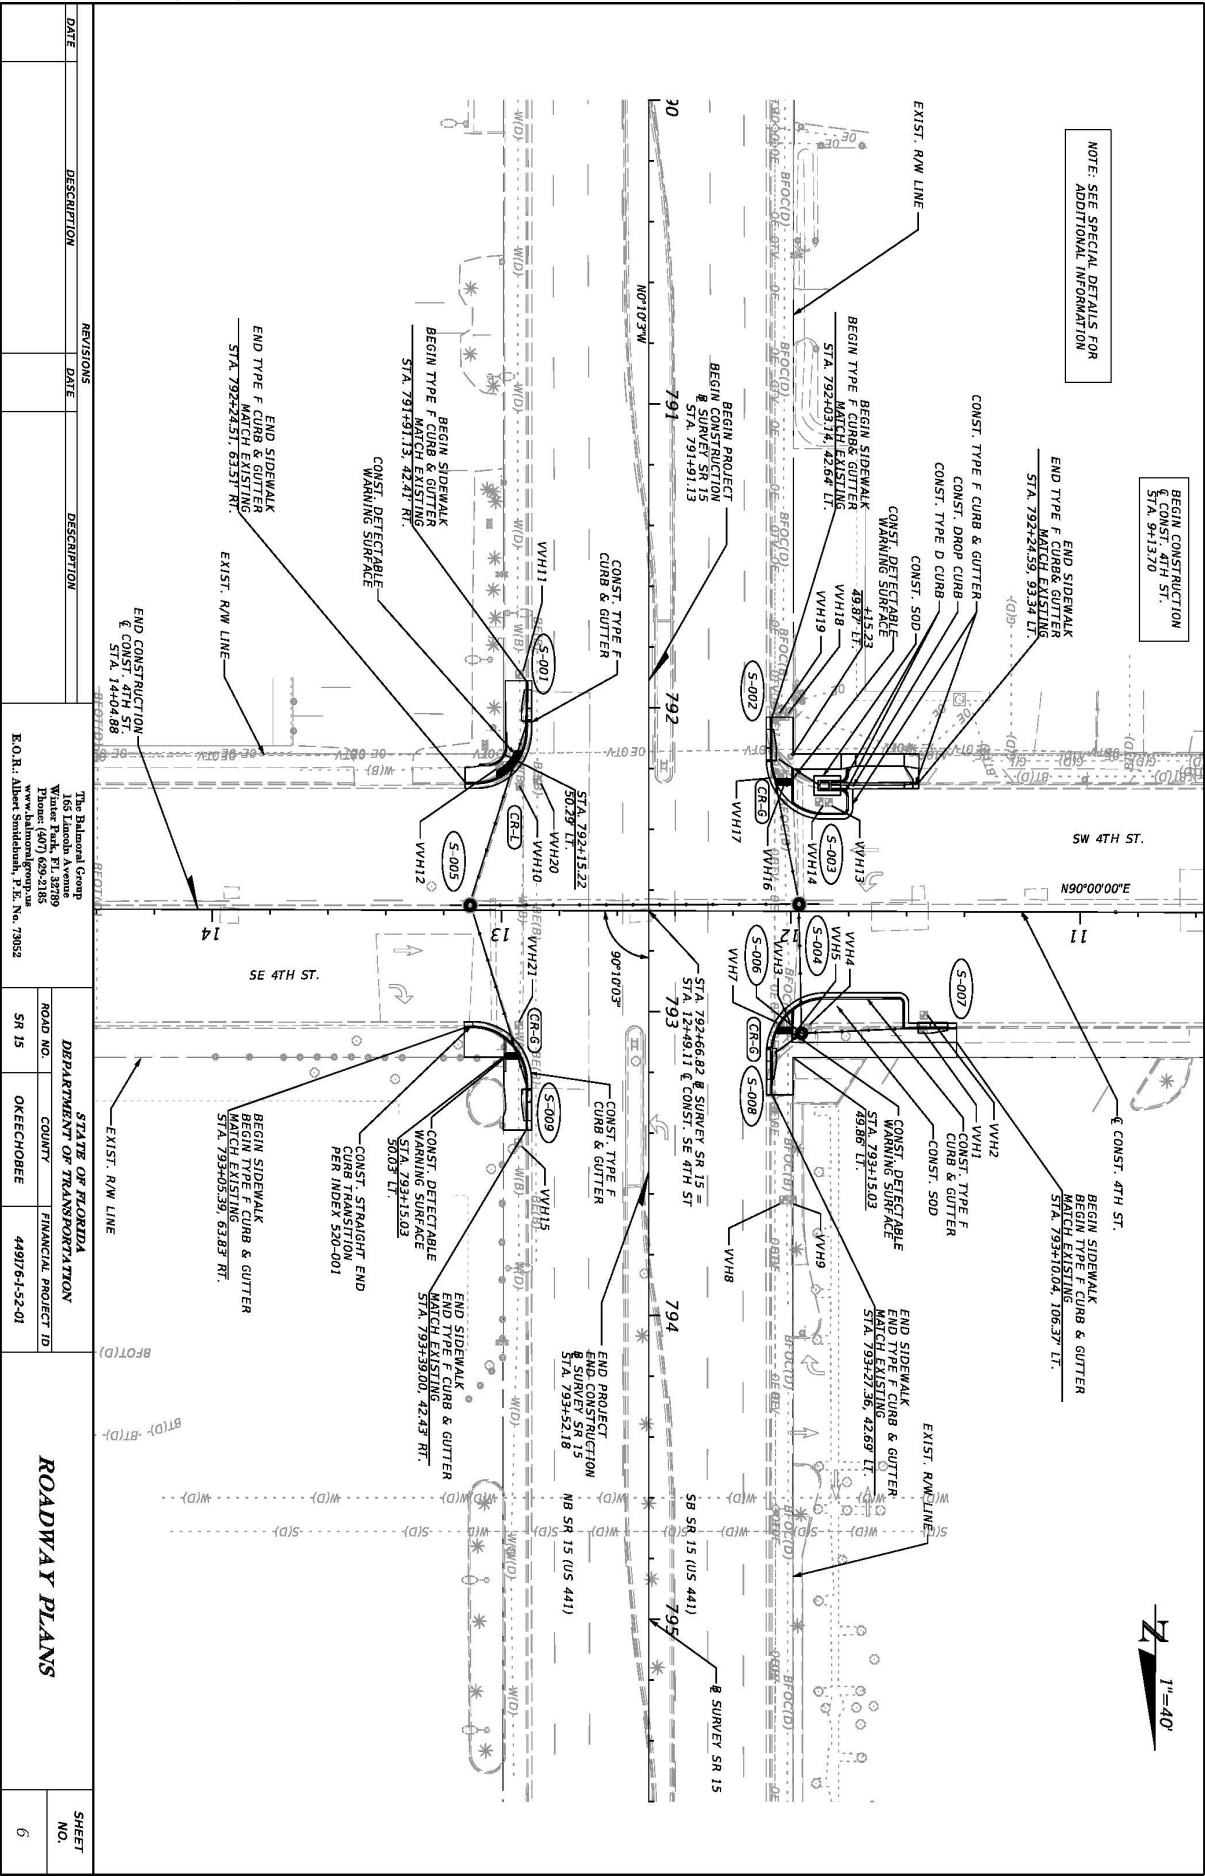 NOTE: SEE SPECIAL DETAILS FOR
ADDITIONAL INFORMATION
BEGIN CONSTRUCTION
℄ CONST. 4TH ST.
STA. 9+13.70
1"=40'
N
EXIST. R/W LINE
END SIDEWALK
END TYPE F CURB& GUTTER
MATCH EXISTING
STA. 792+24.59, 93.34' LT.
CONST. TYPE F CURB & GUTTER
CONST. DROP CURB
CONST. TYPE D CURB
CONST. SOD
CONST. DETECTABLE
WARNING SURFACE
+15.23
49.87' LT.
VVH18
VVH19
BEGIN SIDEWALK
BEGIN TYPE F CURB& GUTTER
MATCH EXISTING
STA. 792+03.14, 42.64' LT.
S-002
VVH17
CR-G
VVH16
VVH14
S-003
VVH13
SW 4TH ST.
N90°00'00"E
11
12
13
14
℄ CONST. 4TH ST.
S-007
VVH4
VVH5
S-004
VVH3
S-006
VVH7
CR-G
S-008
VVH2
VVH1
CONST. TYPE F
CURB & GUTTER
CONST. SOD
CONST. DETECTABLE
WARNING SURFACE
STA. 793+15.03
49.86' LT.
BEGIN SIDEWALK
BEGIN TYPE F CURB & GUTTER
MATCH EXISTING
STA. 793+10.04, 106.37' LT.
VVH9
VVH8
END SIDEWALK
END TYPE F CURB & GUTTER
MATCH EXISTING
STA. 793+27.36, 42.69' LT.
EXIST. R/W LINE
BEGIN PROJECT
BEGIN CONSTRUCTION
B SURVEY SR 15
STA. 791+91.13
N0°10'3"W
791
792
793
794
795
STA. 792+66.82 B SURVEY SR 15 =
STA. 12+49.11 ℄ CONST. SE 4TH ST
90°10'03"
SB SR 15 (US 441)
NB SR 15 (US 441)
B SURVEY SR 15
END PROJECT
END CONSTRUCTION
B SURVEY SR 15
STA. 793+52.18
CONST. TYPE F
CURB & GUTTER
VVH11
S-001
BEGIN SIDEWALK
BEGIN TYPE F CURB & GUTTER
MATCH EXISTING
STA. 791+91.13, 42.41' RT.
CONST. DETECTABLE
WARNING SURFACE
END SIDEWALK
END TYPE F CURB & GUTTER
MATCH EXISTING
STA. 792+24.51, 63.51' RT.
EXIST. R/W LINE
END CONSTRUCTION
℄ CONST. 4TH ST.
STA. 14+04.88
STA. 792+15.22
50.29' LT.
VVH20
VVH10
CR-L
S-005
VVH12
VVH21
CR-G
SE 4TH ST.
S-009
CONST. TYPE F
CURB & GUTTER
VVH15
CONST. DETECTABLE
WARNING SURFACE
STA. 793+15.03
50.03' LT.
CONST. STRAIGHT END
CURB TRANSITION
PER INDEX 520-001
BEGIN SIDEWALK
BEGIN TYPE F CURB & GUTTER
MATCH EXISTING
STA. 793+05.39, 63.83' RT.
END SIDEWALK
END TYPE F CURB & GUTTER
MATCH EXISTING
STA. 793+39.00, 42.43' RT.
EXIST. R/W LINE
REVISIONS
DATE
DESCRIPTION
DATE
DESCRIPTION
The Balmoral Group
165 Lincoln Avenue
Winter Park, FL 32789
Phone: (407) 629-2185
www.balmoralgroup.us
E.O.R.: Albert Smidebush, P.E. No. 73052
STATE OF FLORIDA
DEPARTMENT OF TRANSPORTATION
ROAD NO.
COUNTY
FINANCIAL PROJECT ID
SR 15
OKEECHOBEE
449176-1-52-01
ROADWAY PLANS
SHEET
NO.
6